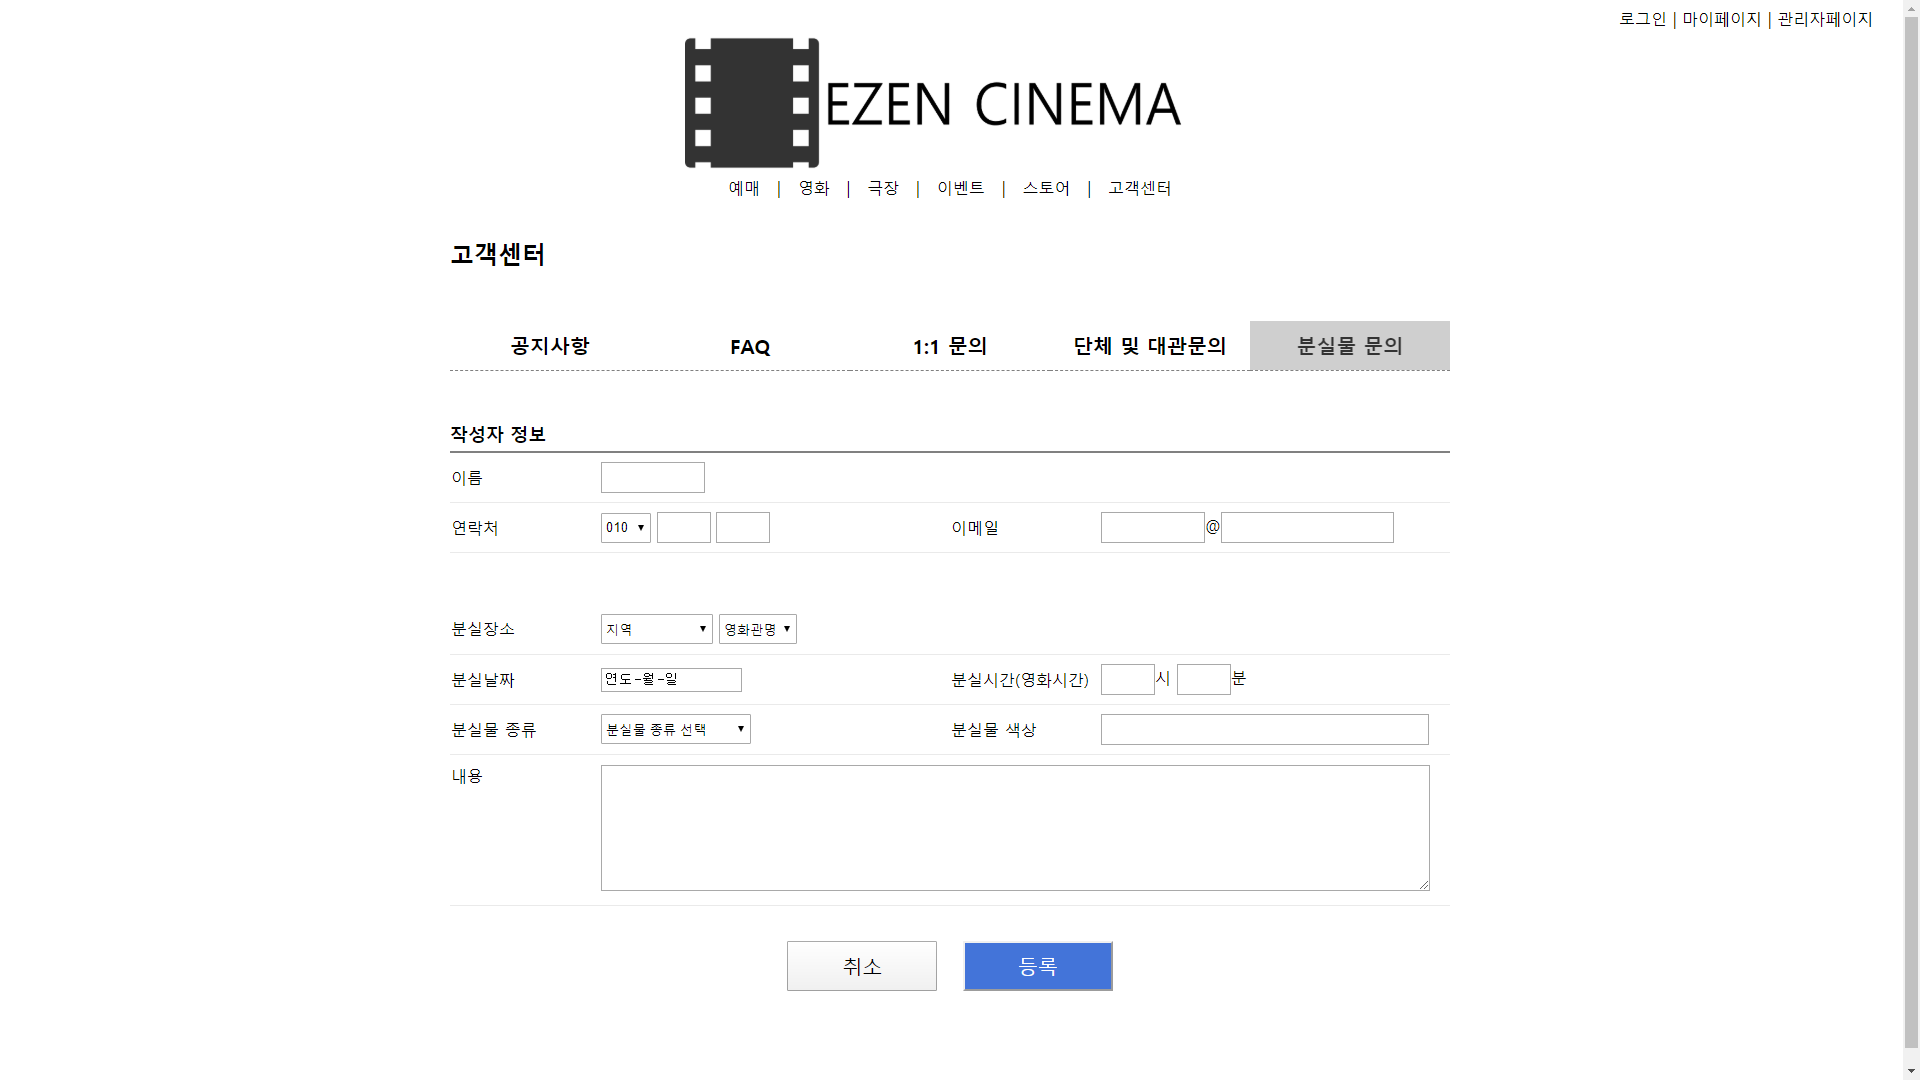 로그인 | 마이페이지 | 관리자페이지
EZEN CINEMA
예매 | 영화 | 극장 | 이벤트 | 스토어 | 고객센터
고객센터
공지사항 FAQ 1:1 문의 단체 및 대관문의 분실물 문의
작성자 정보
이름
연락처 010 이메일 @
분실장소 지역 영화관명
분실날짜 연도-월-일 분실시간(영화시간) 시 분
분실물 종류 분실물 종류 선택 분실물 색상
내용
취소 등록